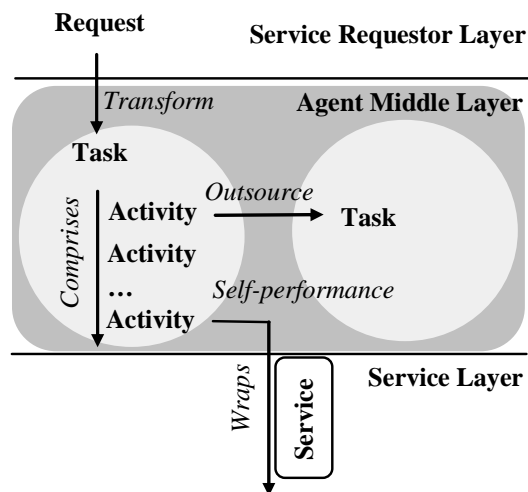 Request
Service Requestor Layer
Transform
Agent Middle Layer
Task
Outsource
Activity
Task
Comprises
Activity
...
Self-performance
Activity
Service Layer
Wraps
Service